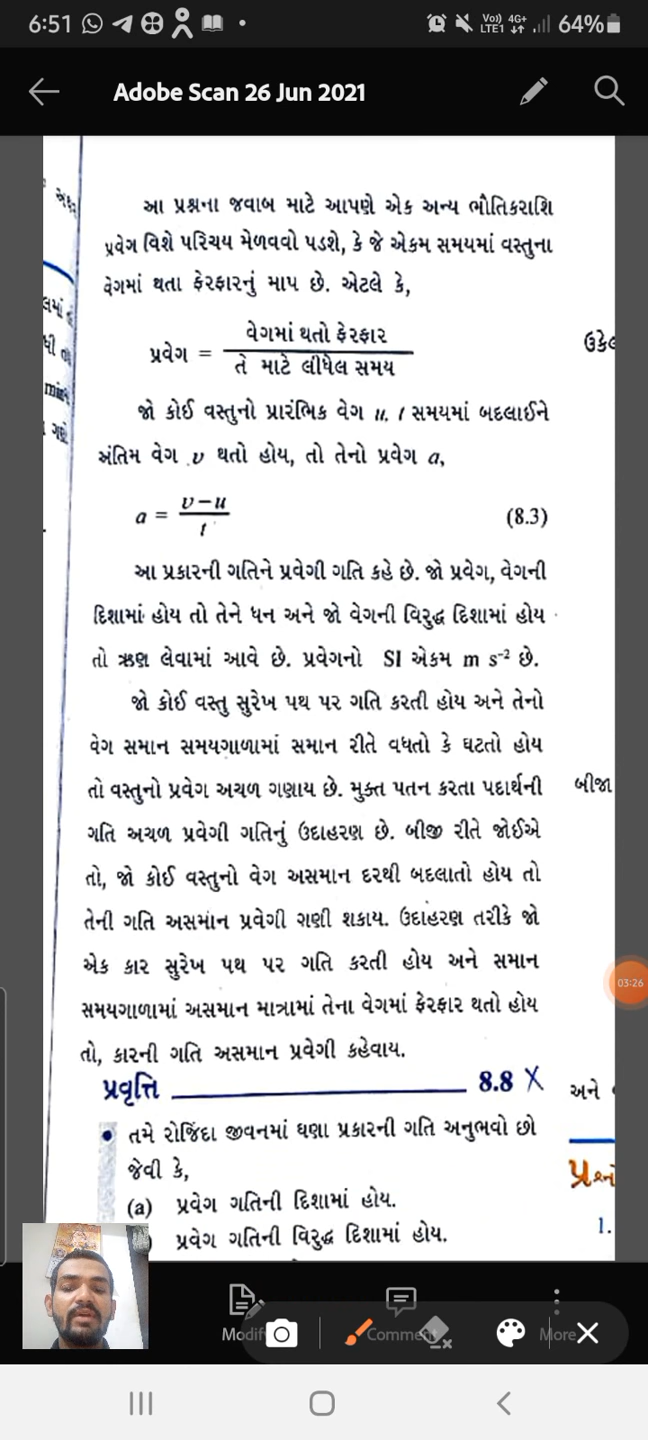 6:51
Vo)) 4G+
LTE1
64%
Adobe Scan 26 Jun 2021
આ પ્રશ્નના જવાબ માટે આપણે એક અન્ય ભૌતિકરાશિ
પ્રવેગ વિશે પરિચય મેળવવો પડશે, કે જે એકમ સમયમાં વસ્તુના
વેગમાં થતા ફેરફારનું માપ છે. એટલે કે,
પ્રવેગ = વેગમાં થતો ફેરફાર
તે માટે લીધેલ સમય
જો કોઈ વસ્તુનો પ્રારંભિક વેગ u, t સમયમાં બદલાઈને
અંતિમ વેગ v થતો હોય, તો તેનો પ્રવેગ a,
a = v – u
t
(8.3)
આ પ્રકારની ગતિને પ્રવેગી ગતિ કહે છે. જો પ્રવેગ, વેગની
દિશામાં હોય તો તેને ધન અને જો વેગની વિરુદ્ધ દિશામાં હોય
તો ઋણ લેવામાં આવે છે. પ્રવેગનો SI એકમ m s⁻² છે.
જો કોઈ વસ્તુ સુરેખ પથ પર ગતિ કરતી હોય અને તેનો
વેગ સમાન સમયગાળામાં સમાન રીતે વધતો કે ઘટતો હોય
તો વસ્તુનો પ્રવેગ અચળ ગણાય છે. મુક્ત પતન કરતા પદાર્થની
ગતિ અચળ પ્રવેગી ગતિનું ઉદાહરણ છે. બીજી રીતે જોઈએ
તો, જો કોઈ વસ્તુનો વેગ અસમાન દરથી બદલાતો હોય તો
તેની ગતિ અસમાન પ્રવેગી ગણી શકાય. ઉદાહરણ તરીકે જો
એક કાર સુરેખ પથ પર ગતિ કરતી હોય અને સમાન
સમયગાળામાં અસમાન માત્રામાં તેના વેગમાં ફેરફાર થતો હોય
તો, કારની ગતિ અસમાન પ્રવેગી કહેવાય.
પ્રવૃત્તિ 8.8 X
• તમે રોજિંદા જીવનમાં ઘણા પ્રકારની ગતિ અનુભવો છો
જેવી કે,
(a) પ્રવેગ ગતિની દિશામાં હોય.
પ્રવેગ ગતિની વિરુદ્ધ દિશામાં હોય.
બીજા
03:26
અને
1.
Comment
More